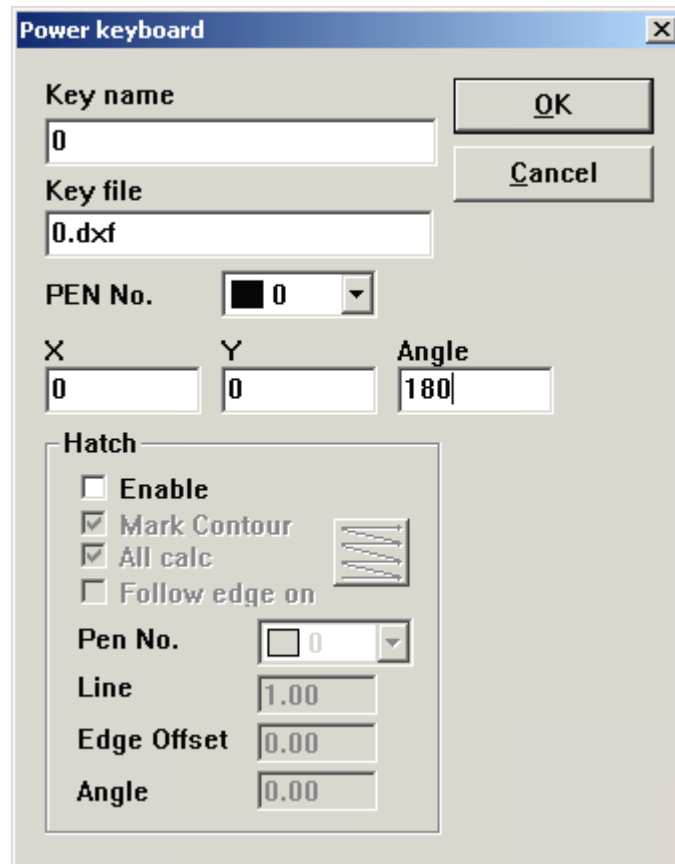 Power keyboard
Key name
OK
0
Cancel
Key file
0.dxf
PEN No. 0
X Y Angle
0 0 180
Hatch
Enable
Mark Contour
All calc
Follow edge on
Pen No. 0
Line 1.00
Edge Offset 0.00
Angle 0.00